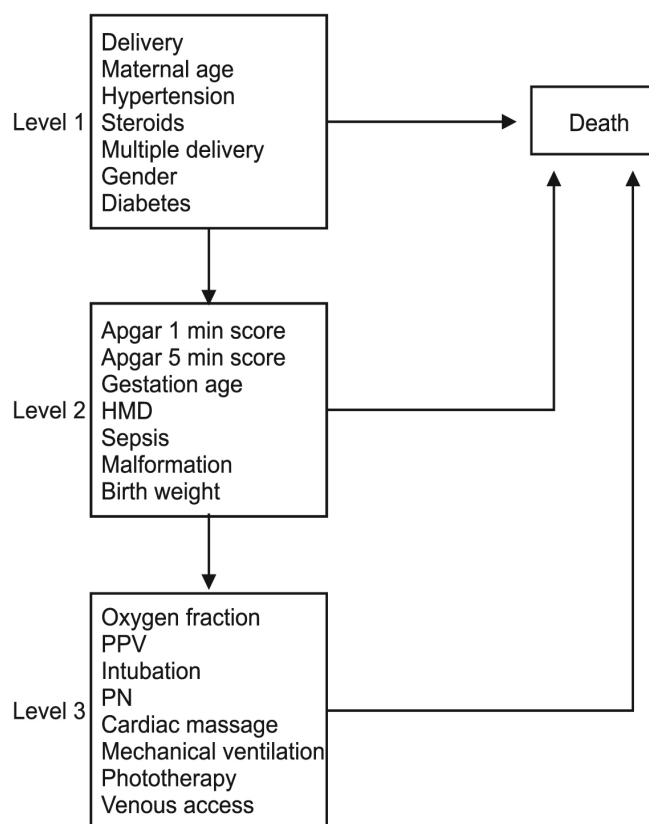 Level 1
Delivery
Maternal age
Hypertension
Steroids
Multiple delivery
Gender
Diabetes
Death
Level 2
Apgar 1 min score
Apgar 5 min score
Gestation age
HMD
Sepsis
Malformation
Birth weight
Level 3
Oxygen fraction
PPV
Intubation
PN
Cardiac massage
Mechanical ventilation
Phototherapy
Venous access